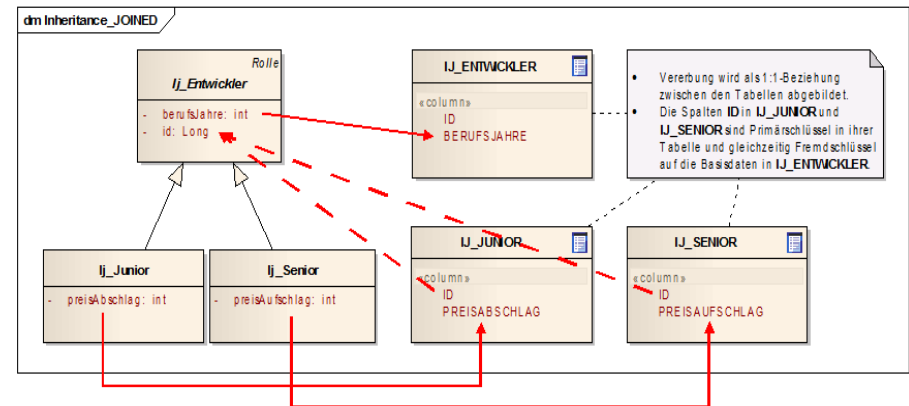 dm Inheritance_JOINED
Rolle
Ij_Entwickler
- berufsJahre: int
- id: Long
IJ_ENTWICKLER
«column»
ID
BERUFSJAHRE
• Vererbung wird als 1:1-Beziehung
zwischen den Tabellen abgebildet.
• Die Spalten ID in IJ_JUNIOR und
IJ_SENIOR sind Primärschlüssel in ihrer
Tabelle und gleichzeitig Fremdschlüssel
auf die Basisdaten in IJ_ENTWICKLER.
Ij_Junior
- preisAbschlag: int
Ij_Senior
- preisAufschlag: int
IJ_JUNIOR
«column»
ID
PREISABSCHLAG
IJ_SENIOR
«column»
ID
PREISAUFSCHLAG